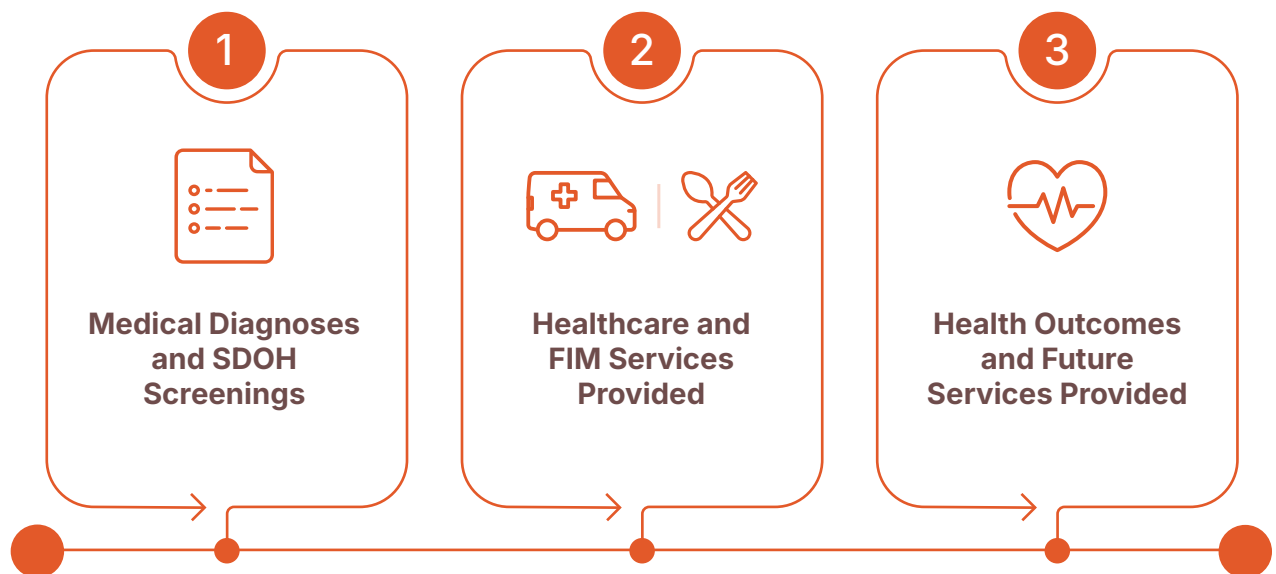 1
Medical Diagnoses
and SDOH
Screenings
2
Healthcare and
FIM Services
Provided
3
Health Outcomes
and Future
Services Provided